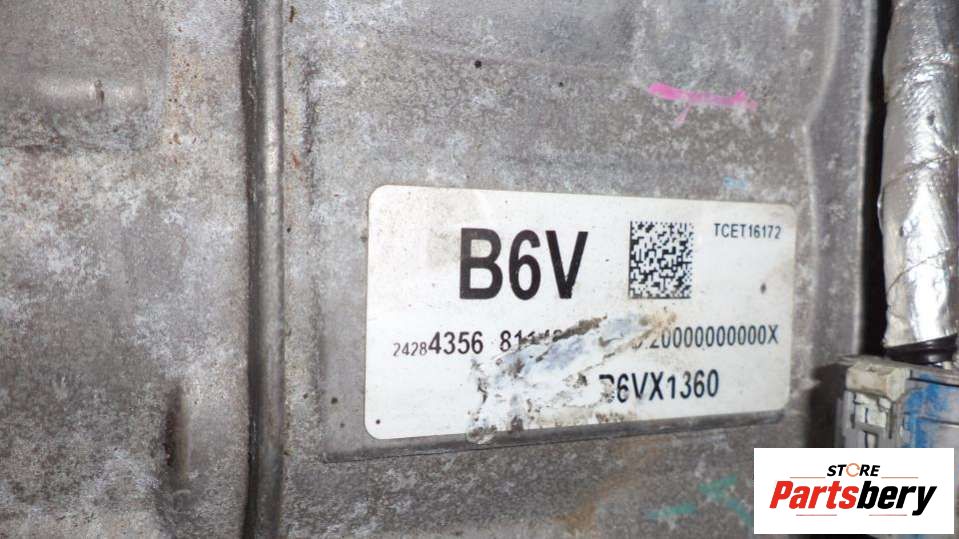 B6V
TCET16172
24284356
20000000000X
B6VX1360
STORE
Partsbery